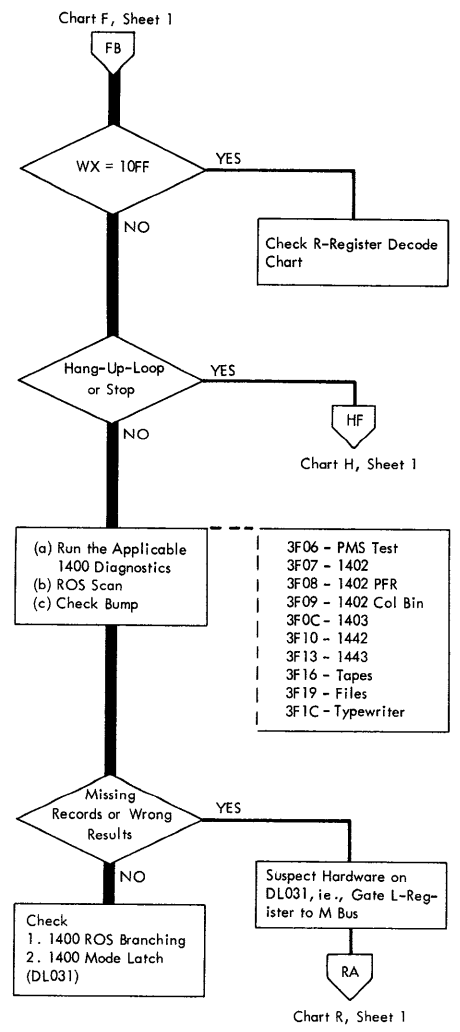 Chart F, Sheet 1
FB
WX = 10FF
YES
NO
Check R-Register Decode
Chart
Hang-Up-Loop
or Stop
YES
NO
HF
Chart H, Sheet 1
(a) Run the Applicable
1400 Diagnostics
(b) ROS Scan
(c) Check Bump
3F06 - PMS Test
3F07 - 1402
3F08 - 1402 PFR
3F09 - 1402 Col Bin
3F0C - 1403
3F10 - 1442
3F13 - 1443
3F16 - Tapes
3F19 - Files
3F1C - Typewriter
Missing
Records or Wrong
Results
YES
NO
Suspect Hardware on
DL031, ie., Gate L-Reg-
ister to M Bus
Check
1. 1400 ROS Branching
2. 1400 Mode Latch
(DL031)
RA
Chart R, Sheet 1